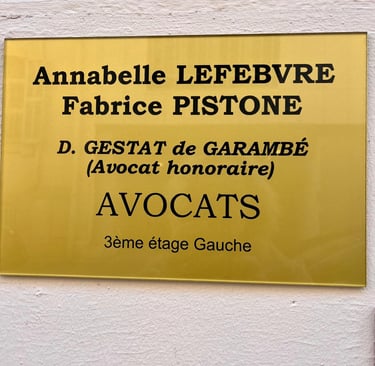 Annabelle LEFEBVRE
Fabrice PISTONE
D. GESTAT de GARAMBÉ
(Avocat honoraire)
AVOCATS
3ème étage Gauche